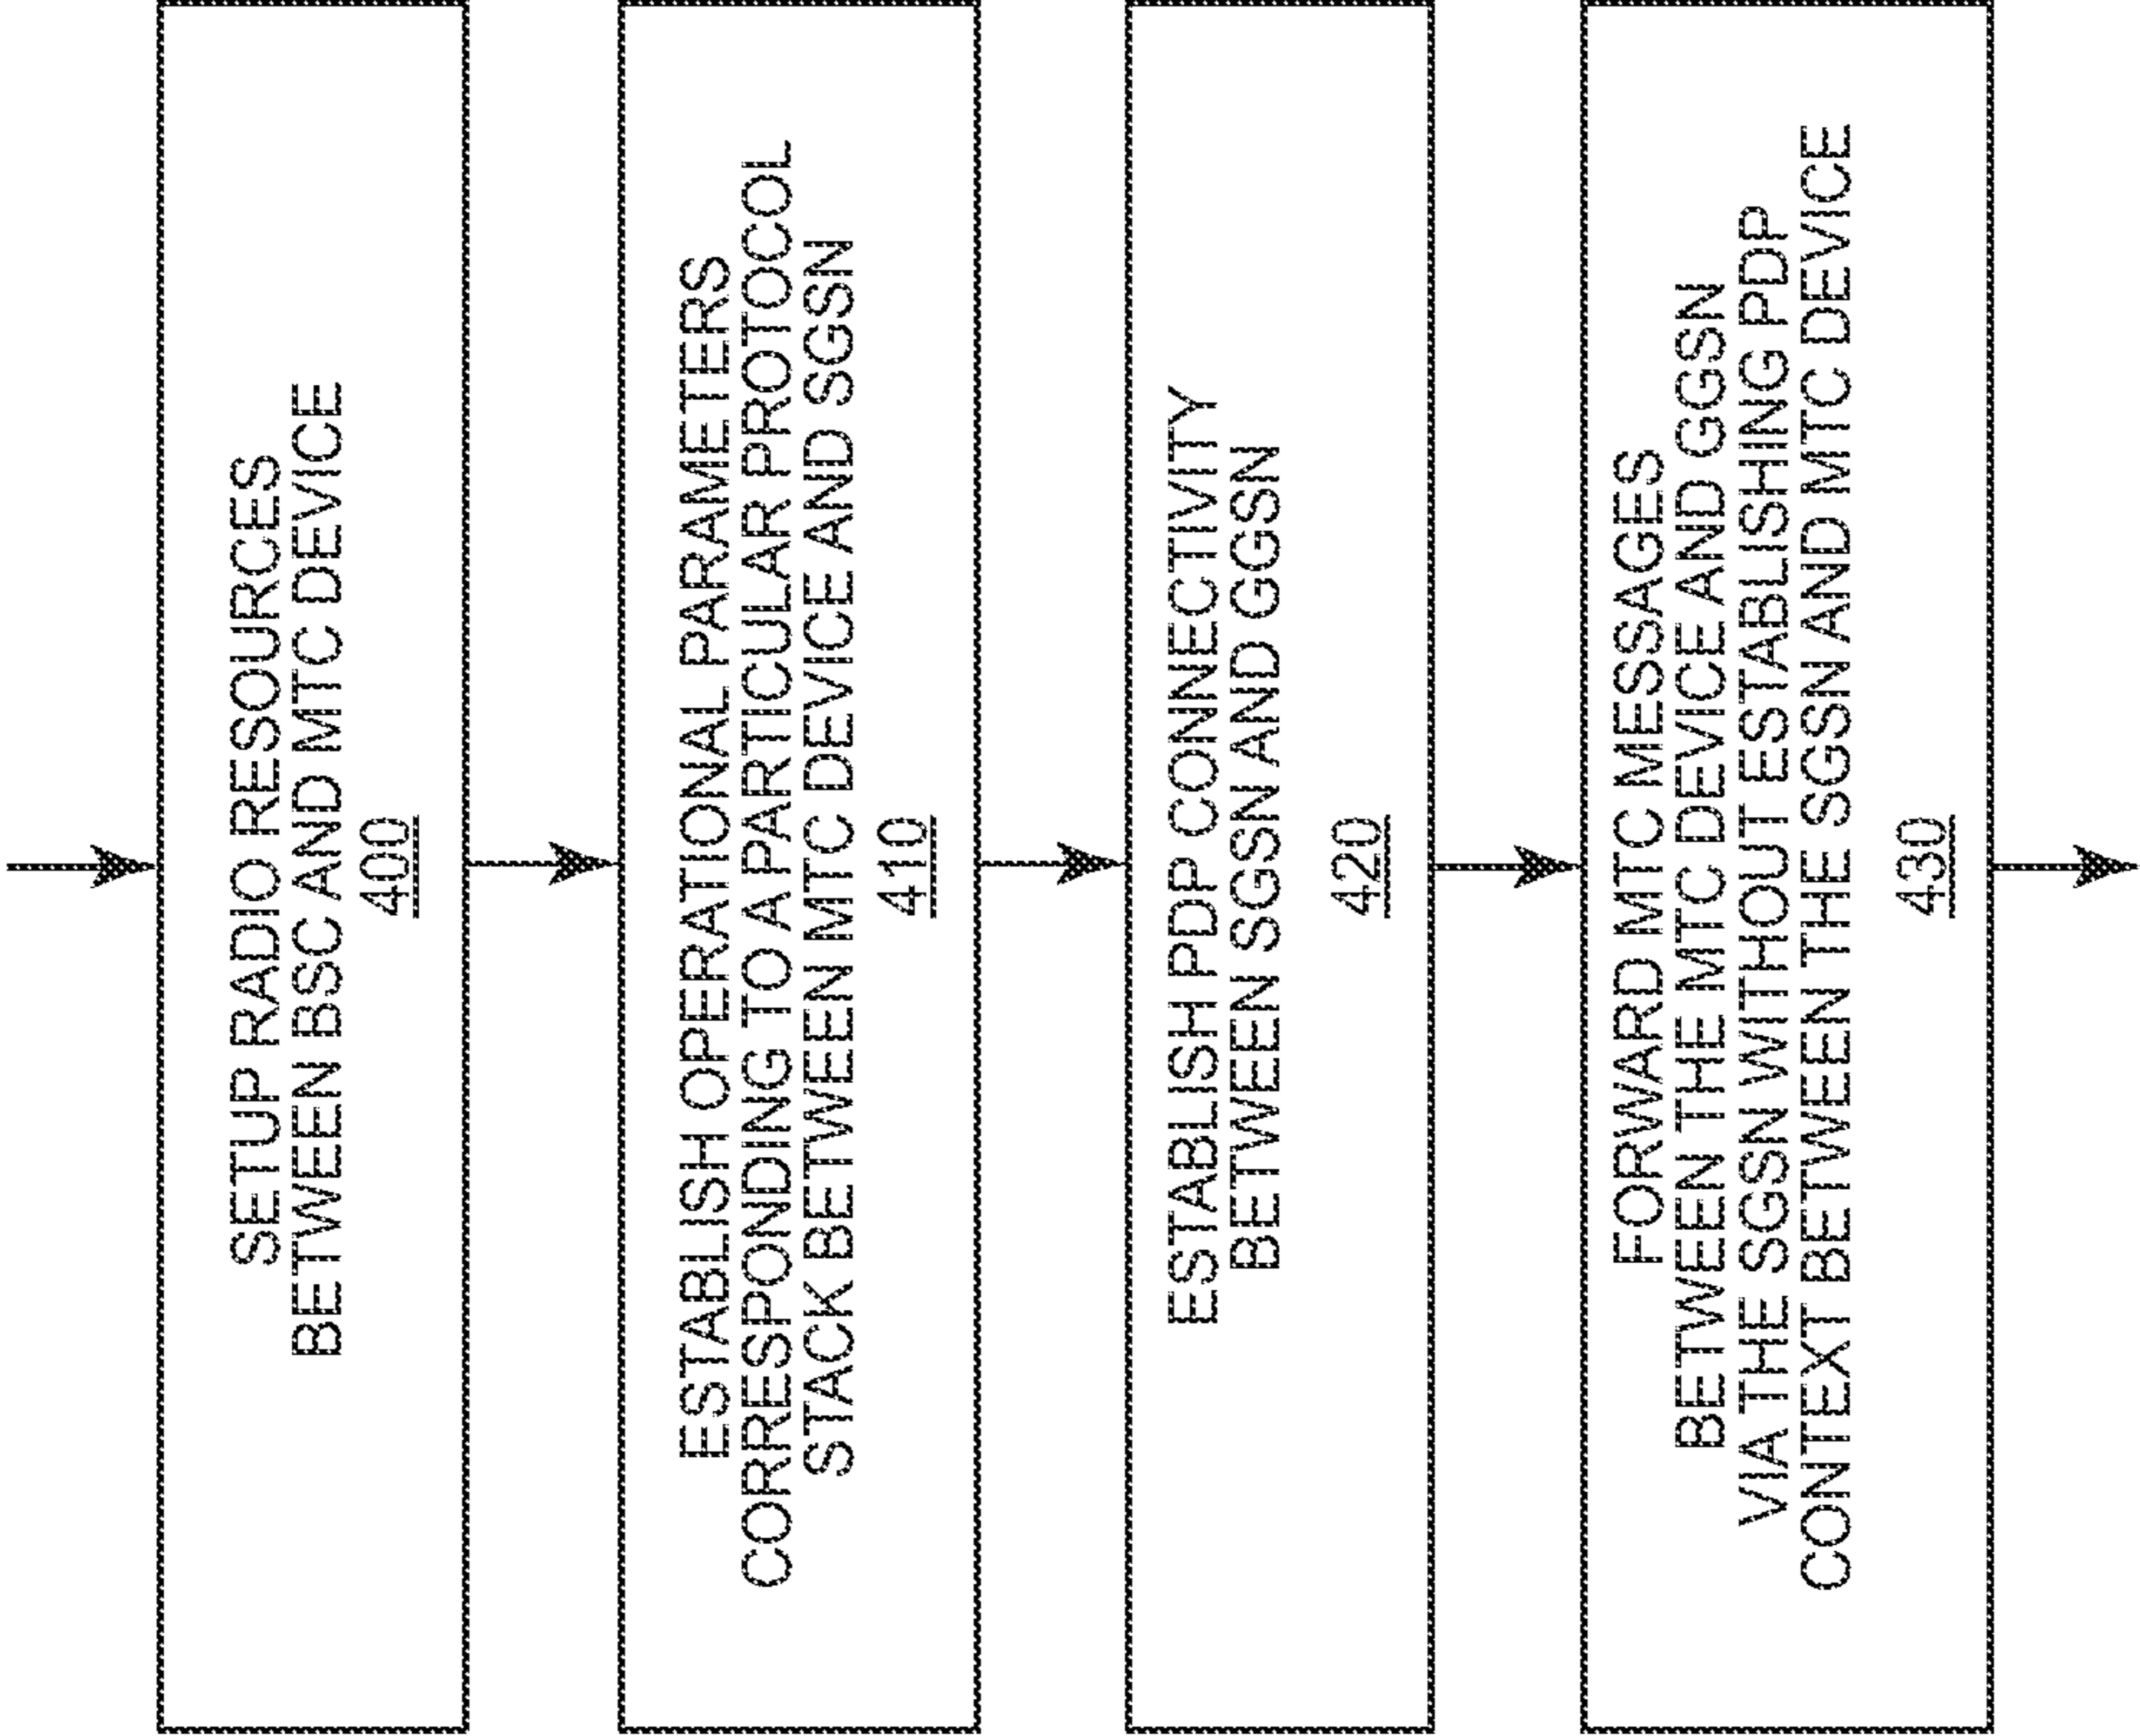 SETUP RADIO RESOURCES
BETWEEN BSC AND MTC DEVICE
400
ESTABLISH OPERATIONAL PARAMETERS
CORRESPONDING TO A PARTICULAR PROTOCOL
STACK BETWEEN MTC DEVICE AND SGSN
410
ESTABLISH PDP CONNECTIVITY
BETWEEN SGSN AND GGSN
420
FORWARD MTC MESSAGES
BETWEEN THE MTC DEVICE AND GGSN
VIA THE SGSN WITHOUT ESTABLISHING PDP
CONTEXT BETWEEN THE SGSN AND MTC DEVICE
430